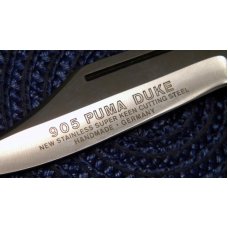 905 PUMA DUKE
NEW STAINLESS SUPER KEEN CUTTING STEEL
HANDMADE - GERMANY